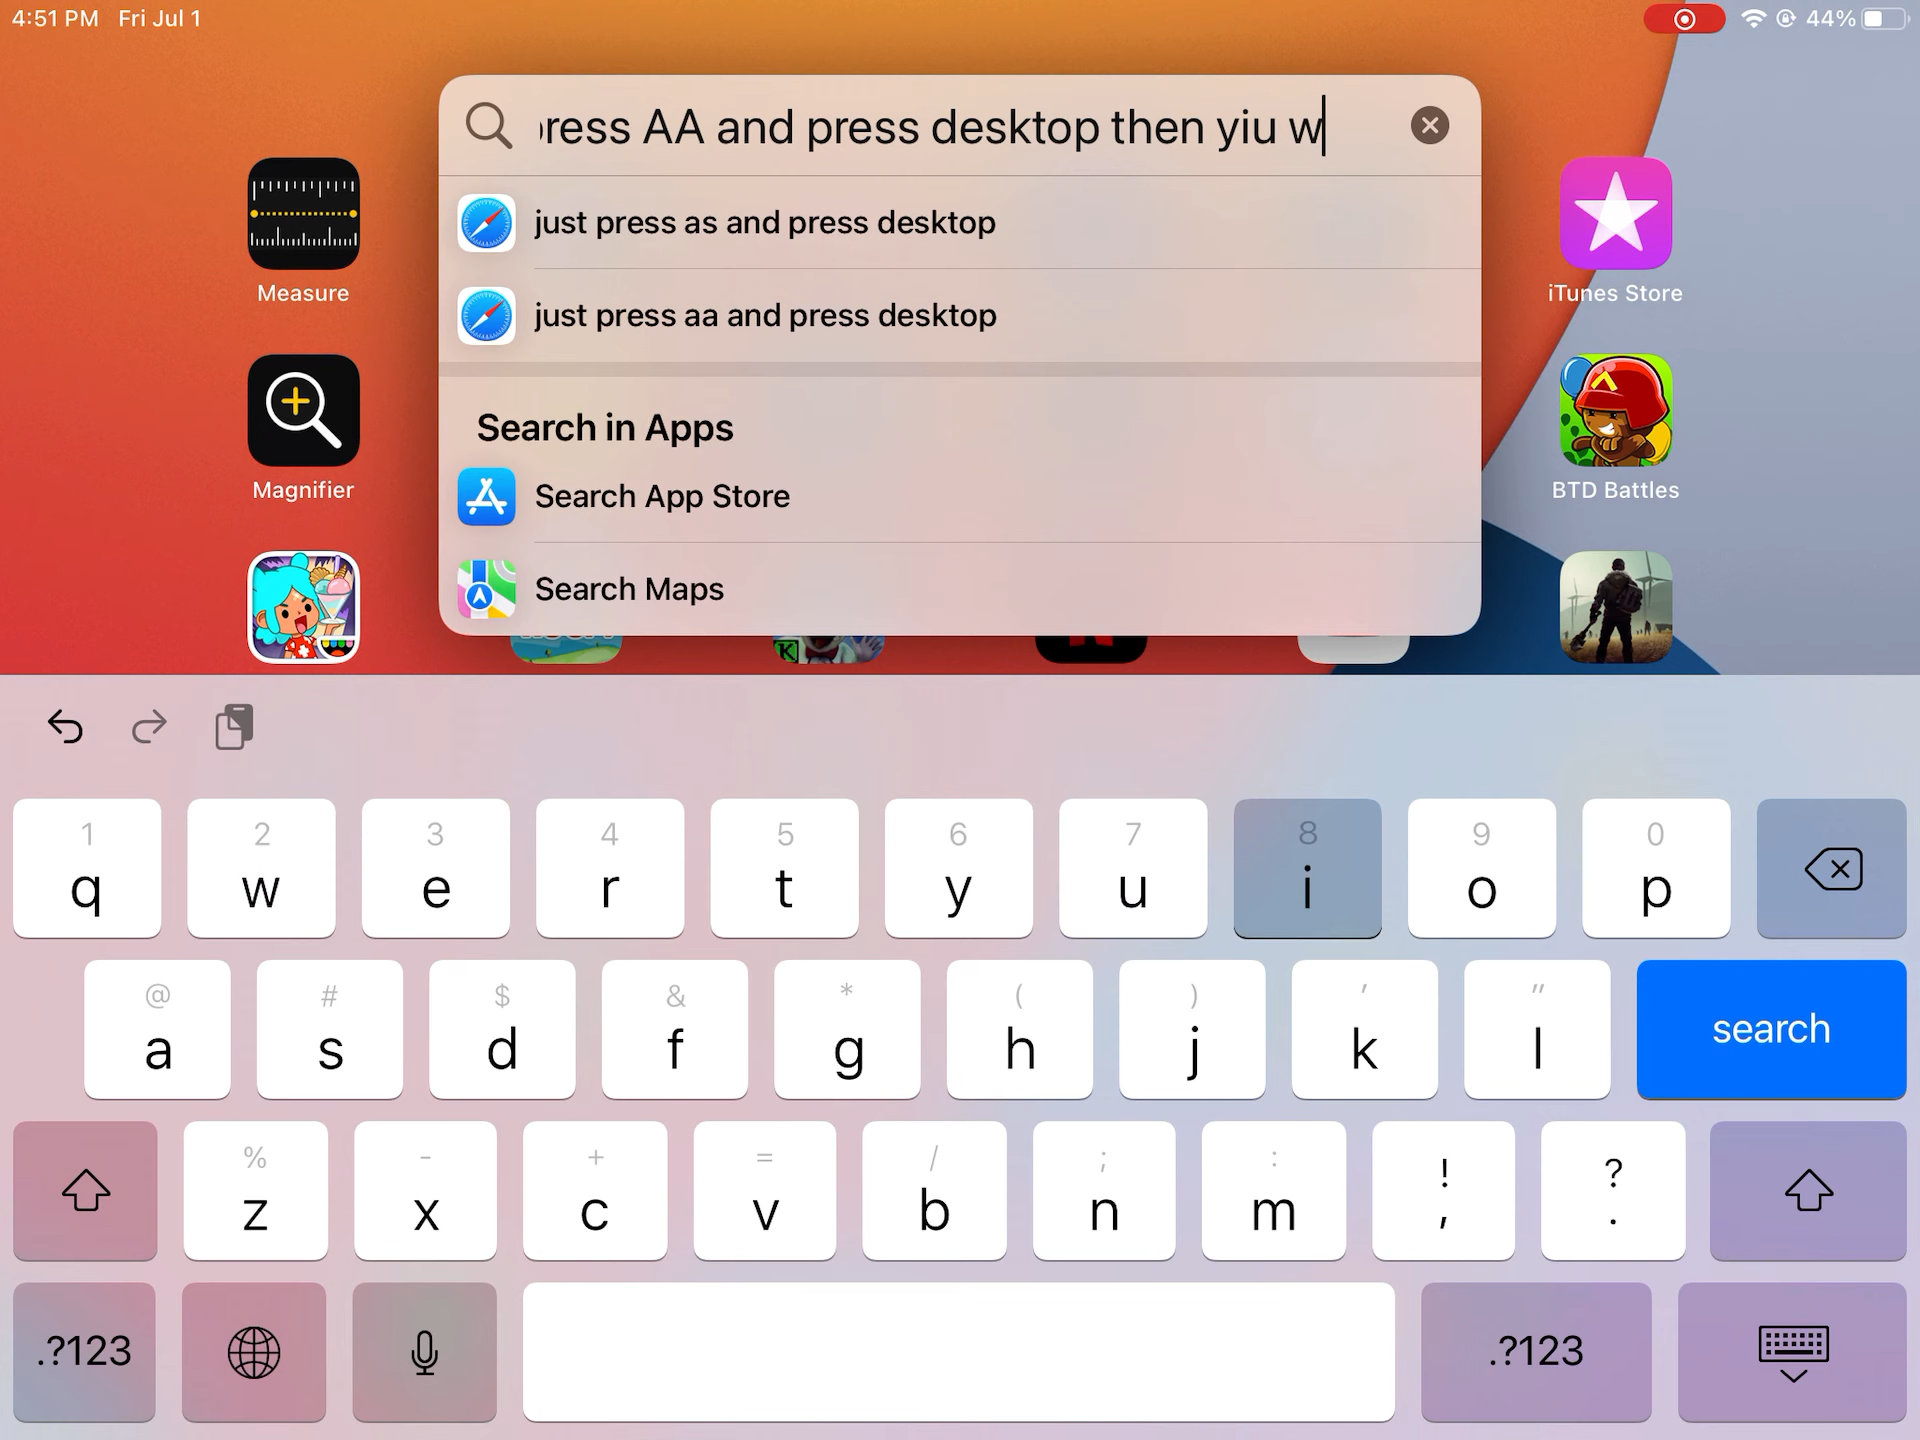 4:51 PM Fri Jul 1
44%
press AA and press desktop then yiu w
just press as and press desktop
just press aa and press desktop
Search in Apps
Search App Store
Search Maps
Measure
iTunes Store
Magnifier
BTD Battles
1 2 3 4 5 6 7 8 9 0
q w e r t y u i o p
@ # $ & * ( ) ' "
a s d f g h j k l search
% - + = / ; : ! ?
z x c v b n m , .
.?123 .?123